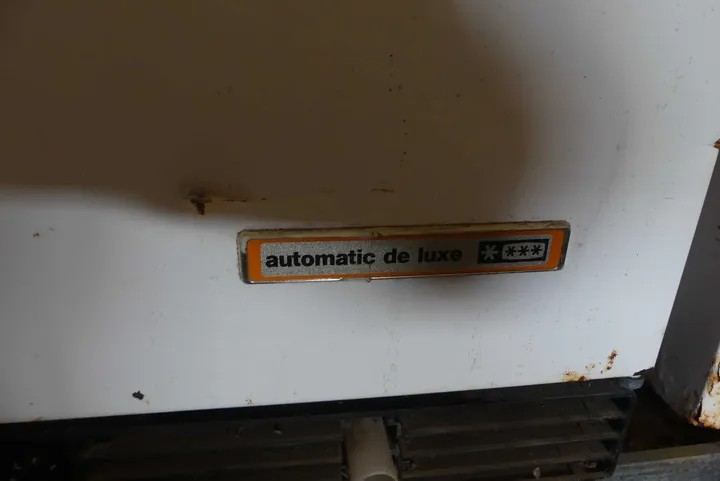 automatic de luxe * ***